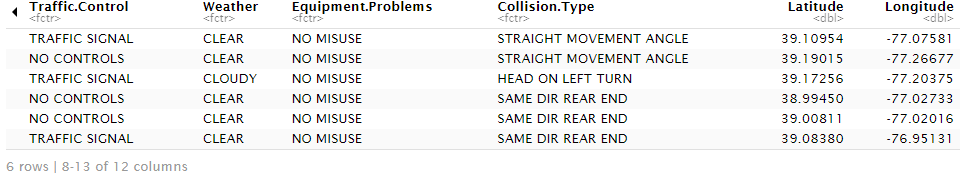 Traffic.Control Weather Equipment.Problems Collision.Type Latitude Longitude
<fctr> <fctr> <fctr> <fctr> <dbl> <dbl>
TRAFFIC SIGNAL CLEAR NO MISUSE STRAIGHT MOVEMENT ANGLE 39.10954 -77.07581
NO CONTROLS CLEAR NO MISUSE STRAIGHT MOVEMENT ANGLE 39.19015 -77.26677
TRAFFIC SIGNAL CLOUDY NO MISUSE HEAD ON LEFT TURN 39.17256 -77.20375
NO CONTROLS CLEAR NO MISUSE SAME DIR REAR END 38.99450 -77.02733
NO CONTROLS CLEAR NO MISUSE SAME DIR REAR END 39.00811 -77.02016
TRAFFIC SIGNAL CLEAR NO MISUSE SAME DIR REAR END 39.08380 -76.95131
6 rows | 8-13 of 12 columns